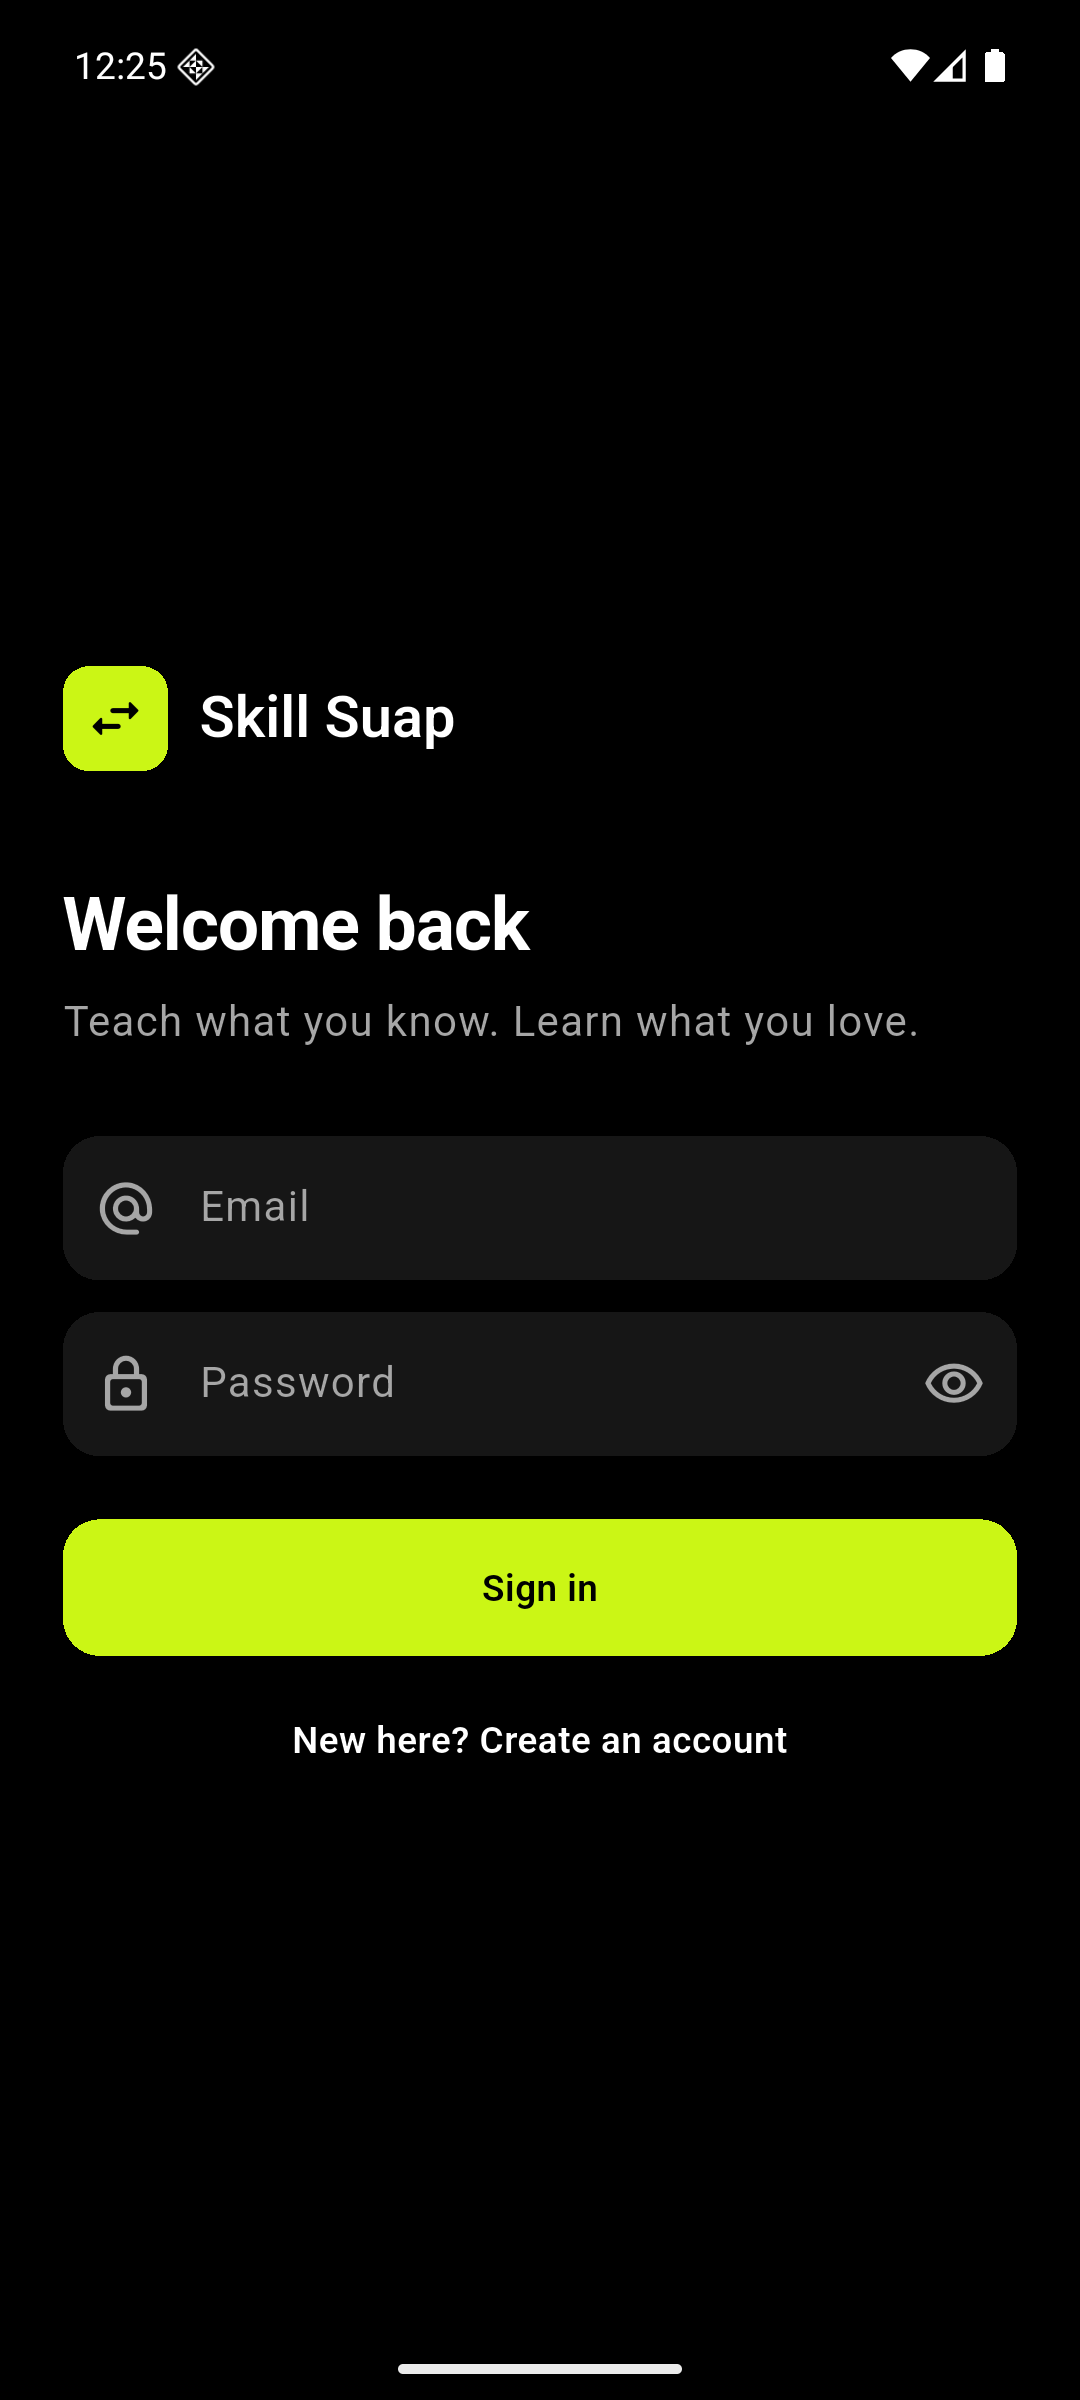 12:25
Skill Suap
Welcome back
Teach what you know. Learn what you love.
Email
Password
Sign in
New here? Create an account